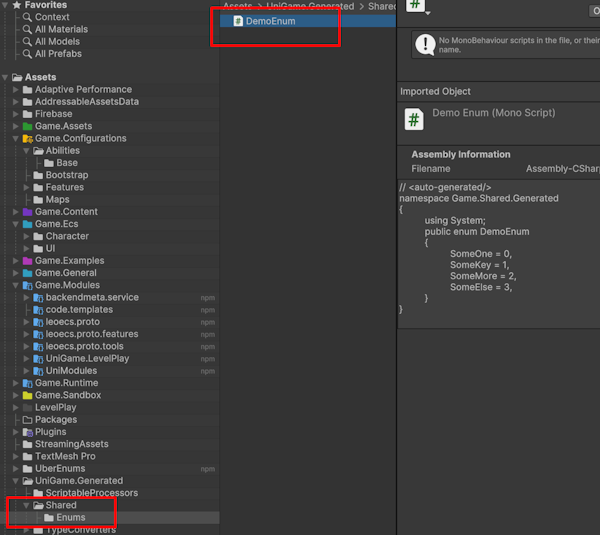 Favorites
Context
All Materials
All Models
All Prefabs
Assets
Adaptive Performance
AddressableAssetsData
Firebase
Game.Assets
Game.Configurations
Abilities
Base
Bootstrap
Features
Maps
Game.Content
Game.Ecs
Character
UI
Game.Examples
Game.General
Game.Modules
backendmeta.service npm
code.templates npm
leoecs.proto npm
leoecs.proto.features npm
leoecs.proto.tools npm
UniGame.LevelPlay npm
UniModules npm
Game.Runtime
Game.Sandbox
LevelPlay
Packages
Plugins
StreamingAssets
TextMesh Pro
UberEnums npm
UniGame.Generated
ScriptableProcessors
Shared
Enums
TypeConverters
Assets > UniGame.Generated > Shared
# DemoEnum
#
O
! No MonoBehaviour scripts in the file, or their
name.
Imported Object
# Demo Enum (Mono Script)
Assembly Information
Filename Assembly-CSharp
// <auto-generated/>
namespace Game.Shared.Generated
{
using System;
public enum DemoEnum
{
SomeOne = 0,
SomeKey = 1,
SomeMore = 2,
SomeElse = 3,
}
}